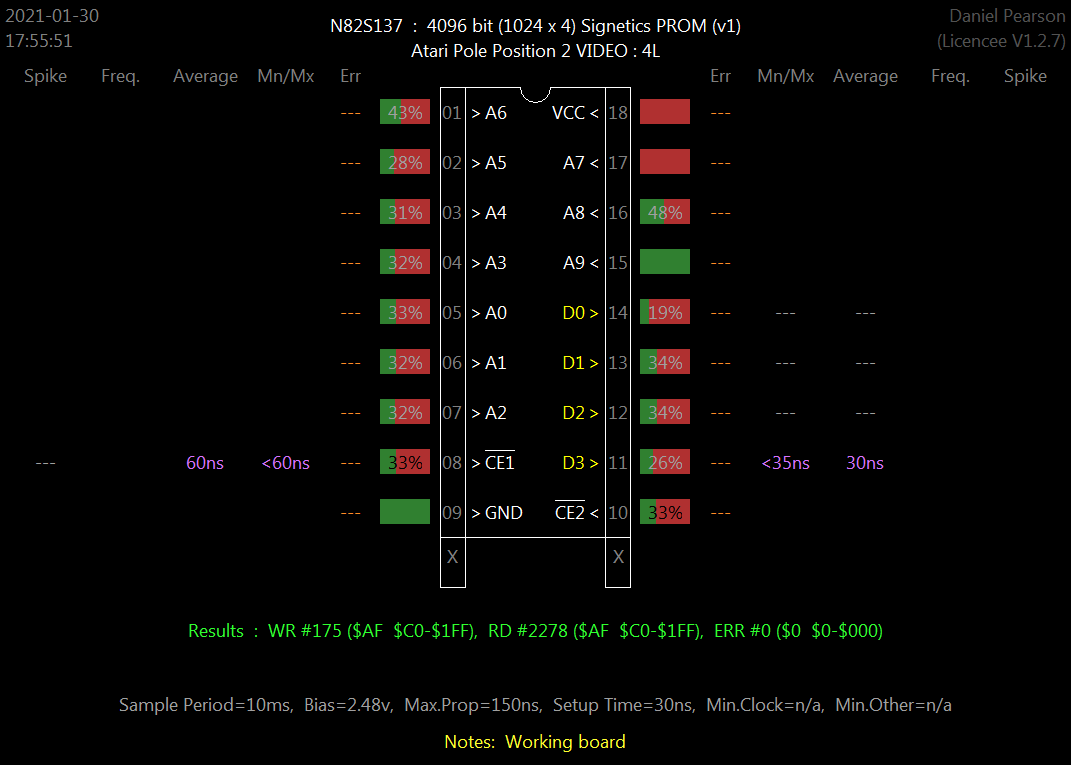 2021-01-30
17:55:51
N82S137 : 4096 bit (1024 x 4) Signetics PROM (v1)
Atari Pole Position 2 VIDEO : 4L
Daniel Pearson
(Licencee V1.2.7)
Spike Freq. Average Mn/Mx Err Err Mn/Mx Average Freq. Spike
--- 43% 01 > A6 VCC < 18 ---
--- 28% 02 > A5 A7 < 17 ---
--- 31% 03 > A4 A8 < 16 48% ---
--- 32% 04 > A3 A9 < 15 ---
--- 33% 05 > A0 D0 > 14 19% --- --- ---
--- 32% 06 > A1 D1 > 13 34% --- --- ---
--- 32% 07 > A2 D2 > 12 34% --- --- ---
--- 60ns <60ns --- 33% 08 > CE1 D3 > 11 26% --- <35ns 30ns
--- 09 > GND CE2 < 10 33% ---
X X
Results : WR #175 ($AF $C0-$1FF), RD #2278 ($AF $C0-$1FF), ERR #0 ($0 $0-$000)
Sample Period=10ms, Bias=2.48v, Max.Prop=150ns, Setup Time=30ns, Min.Clock=n/a, Min.Other=n/a
Notes: Working board